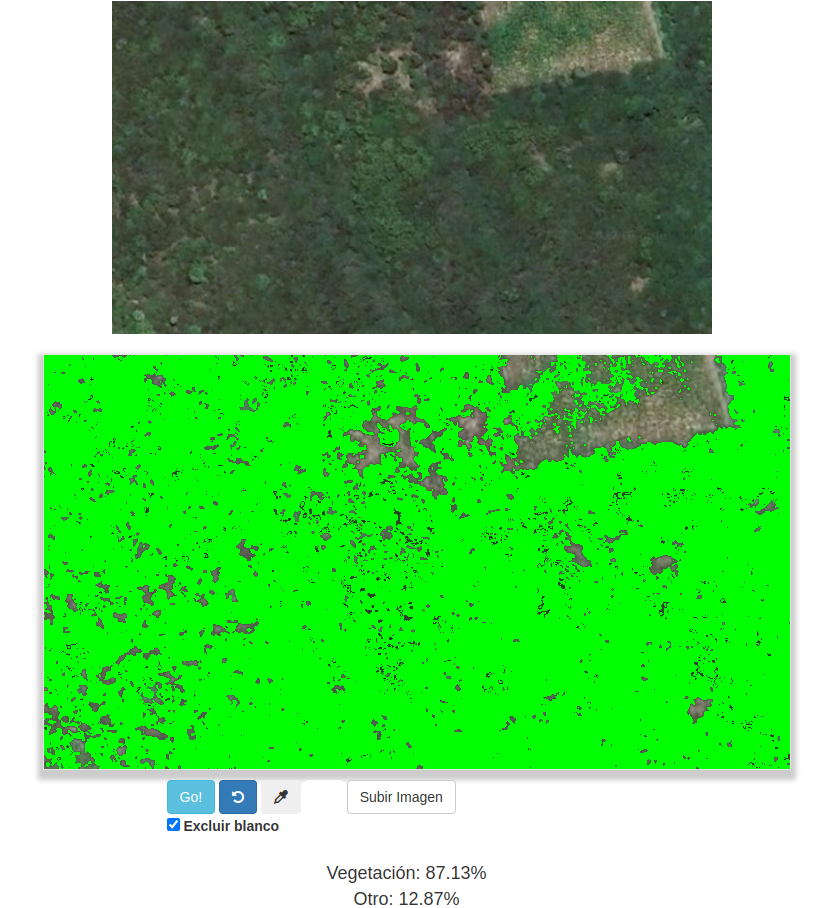 Go!
Subir Imagen
Excluir blanco
Vegetación: 87.13%
Otro: 12.87%